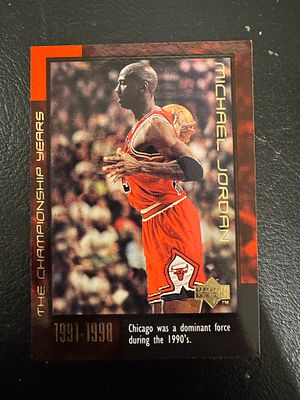 MICHAEL JORDAN
THE CHAMPIONSHIP YEARS
1991-1998
Chicago was a dominant force
during the 1990's.